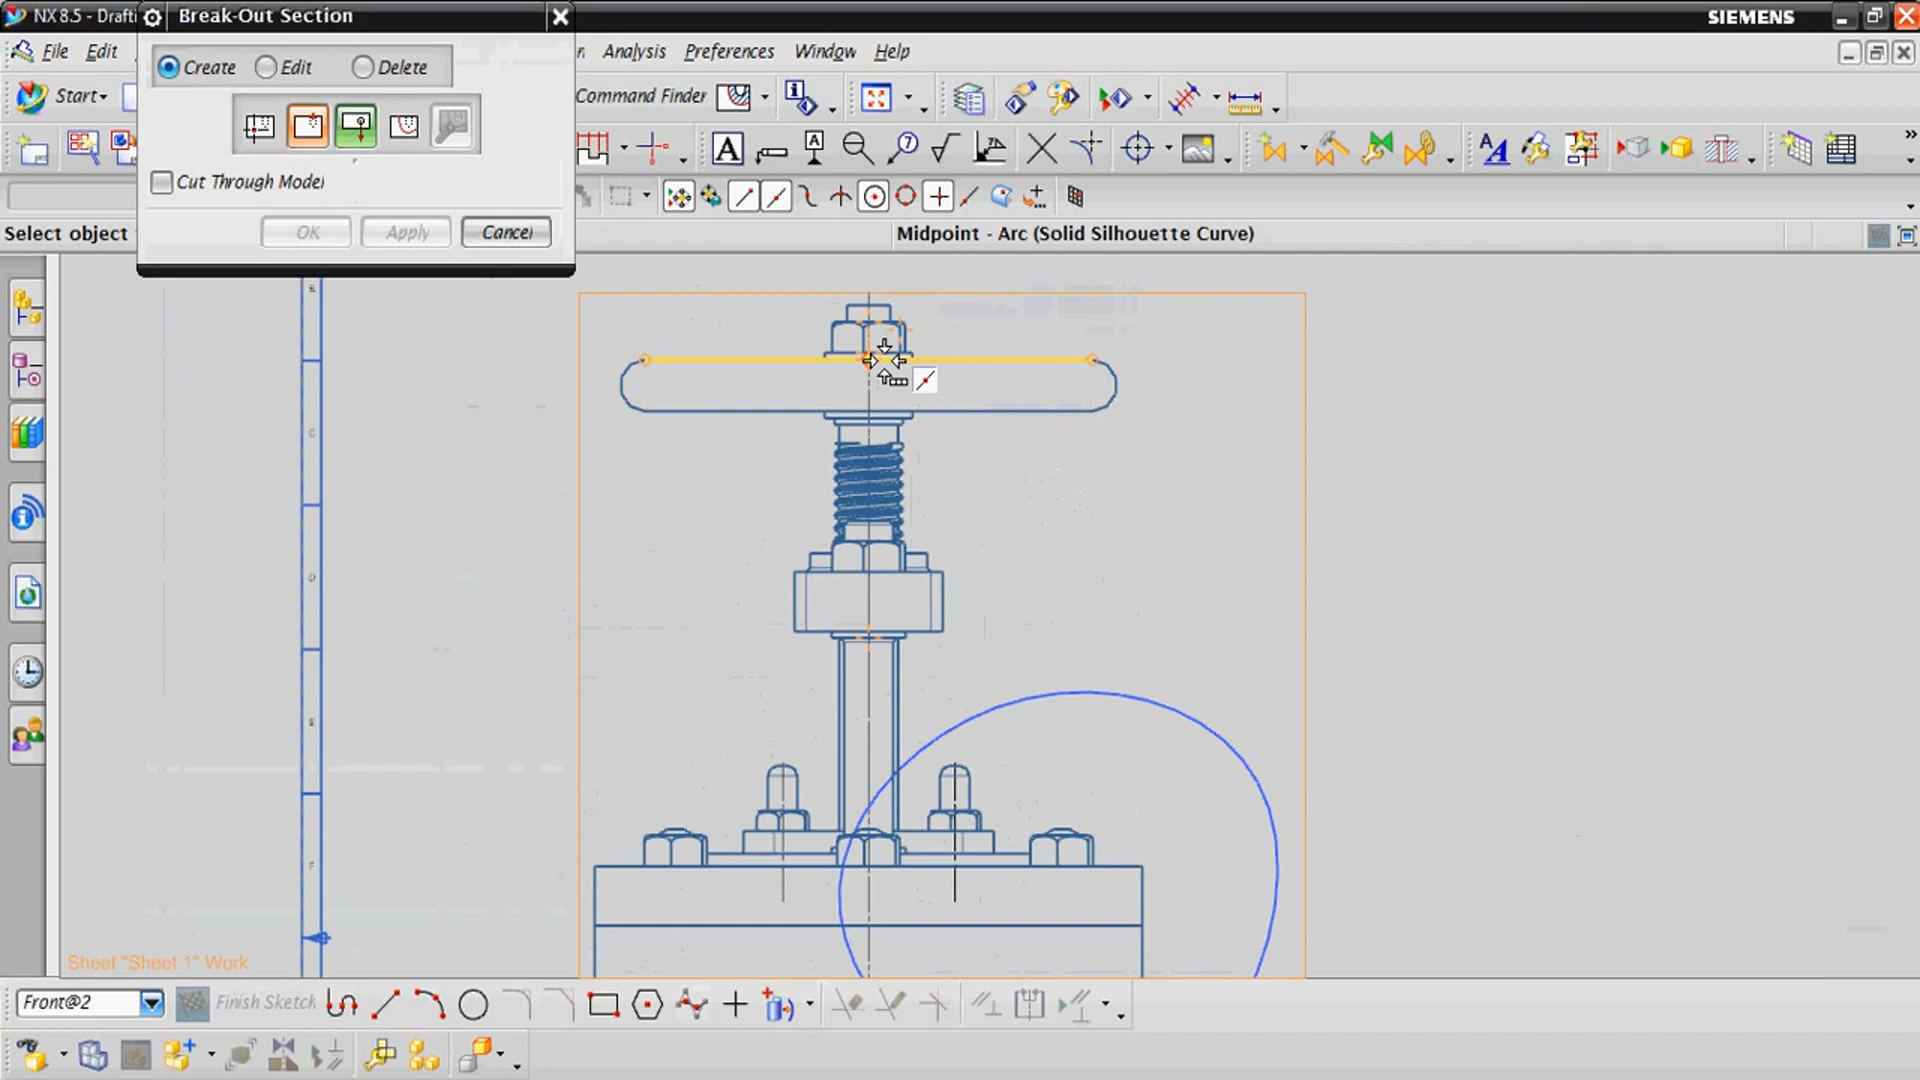 NX 8.5 - Drafti
Break-Out Section
SIEMENS
File Edit
Analysis Preferences Window Help
Create Edit Delete
Start
Command Finder
Cut Through Model
OK Apply Cancel
Select object
Midpoint - Arc (Solid Silhouette Curve)
B
C
D
E
F
Sheet "Sheet 1" Work
Front@2
Finish Sketch